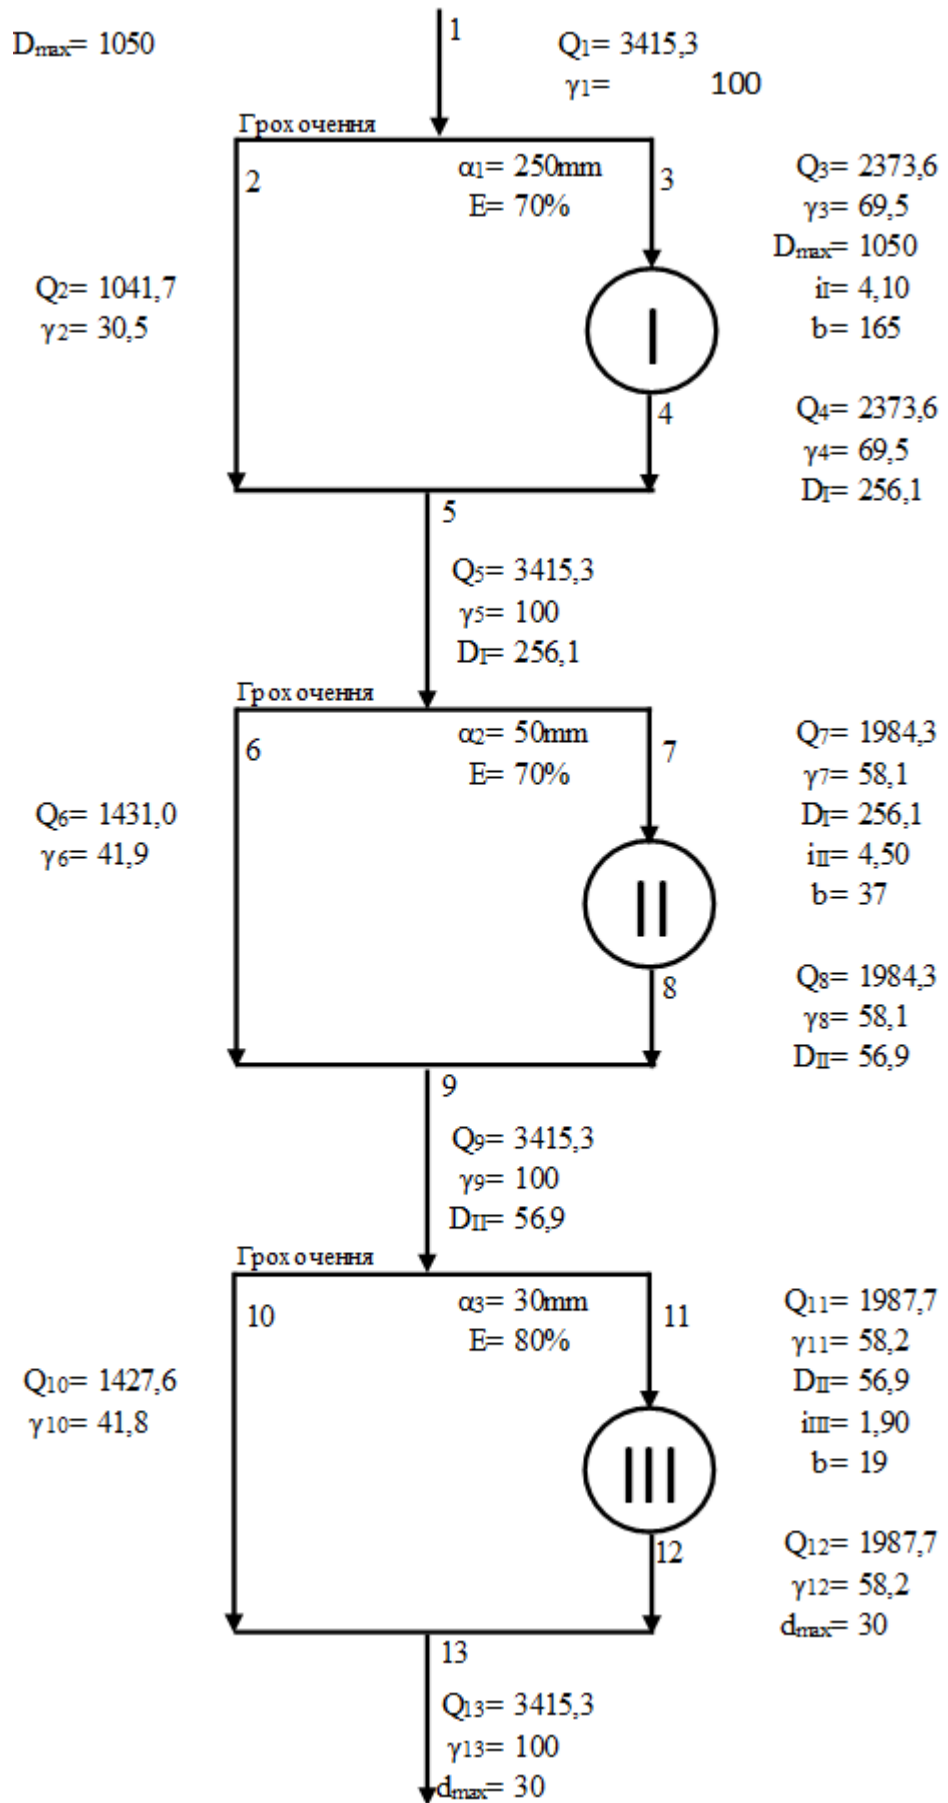 Dmax= 1050
1
Q1= 3415,3
γ1= 100
Грохочення
2
α1= 250mm
E= 70%
3
Q3= 2373,6
γ3= 69,5
Dmax= 1050
iI= 4,10
b= 165
Q2= 1041,7
γ2= 30,5
I
4
Q4= 2373,6
γ4= 69,5
DI= 256,1
5
Q5= 3415,3
γ5= 100
DI= 256,1
Грохочення
6
α2= 50mm
E= 70%
7
Q7= 1984,3
γ7= 58,1
DI= 256,1
iII= 4,50
b= 37
Q6= 1431,0
γ6= 41,9
II
8
Q8= 1984,3
γ8= 58,1
DII= 56,9
9
Q9= 3415,3
γ9= 100
DII= 56,9
Грохочення
10
α3= 30mm
E= 80%
11
Q11= 1987,7
γ11= 58,2
DII= 56,9
iIII= 1,90
b= 19
Q10= 1427,6
γ10= 41,8
III
12
Q12= 1987,7
γ12= 58,2
dmax= 30
13
Q13= 3415,3
γ13= 100
dmax= 30